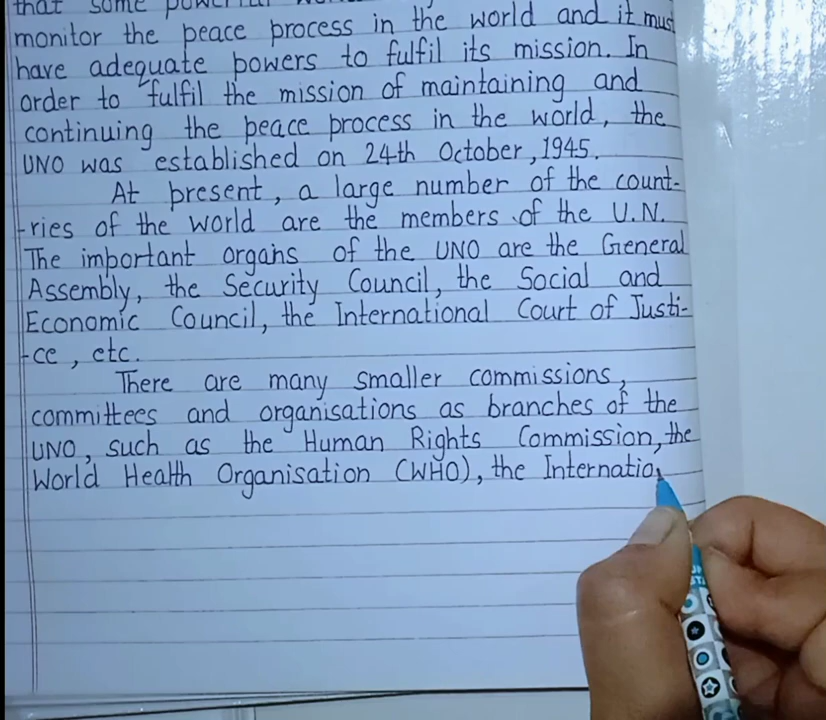 that some powerful
monitor the peace process in the world and it must
have adequate powers to fulfil its mission. In
order to fulfil the mission of maintaining and
continuing the peace process in the world, the
UNO was established on 24th October, 1945.
At present, a large number of the count-
-ries of the world are the members of the U.N.
The important organs of the UNO are the General
Assembly, the Security Council, the Social and
Economic Council, the International Court of Justi-
-ce, etc.
There are many smaller commissions,
committees and organisations as branches of the
UNO, such as the Human Rights Commission, the
World Health Organisation (WHO), the Internatio